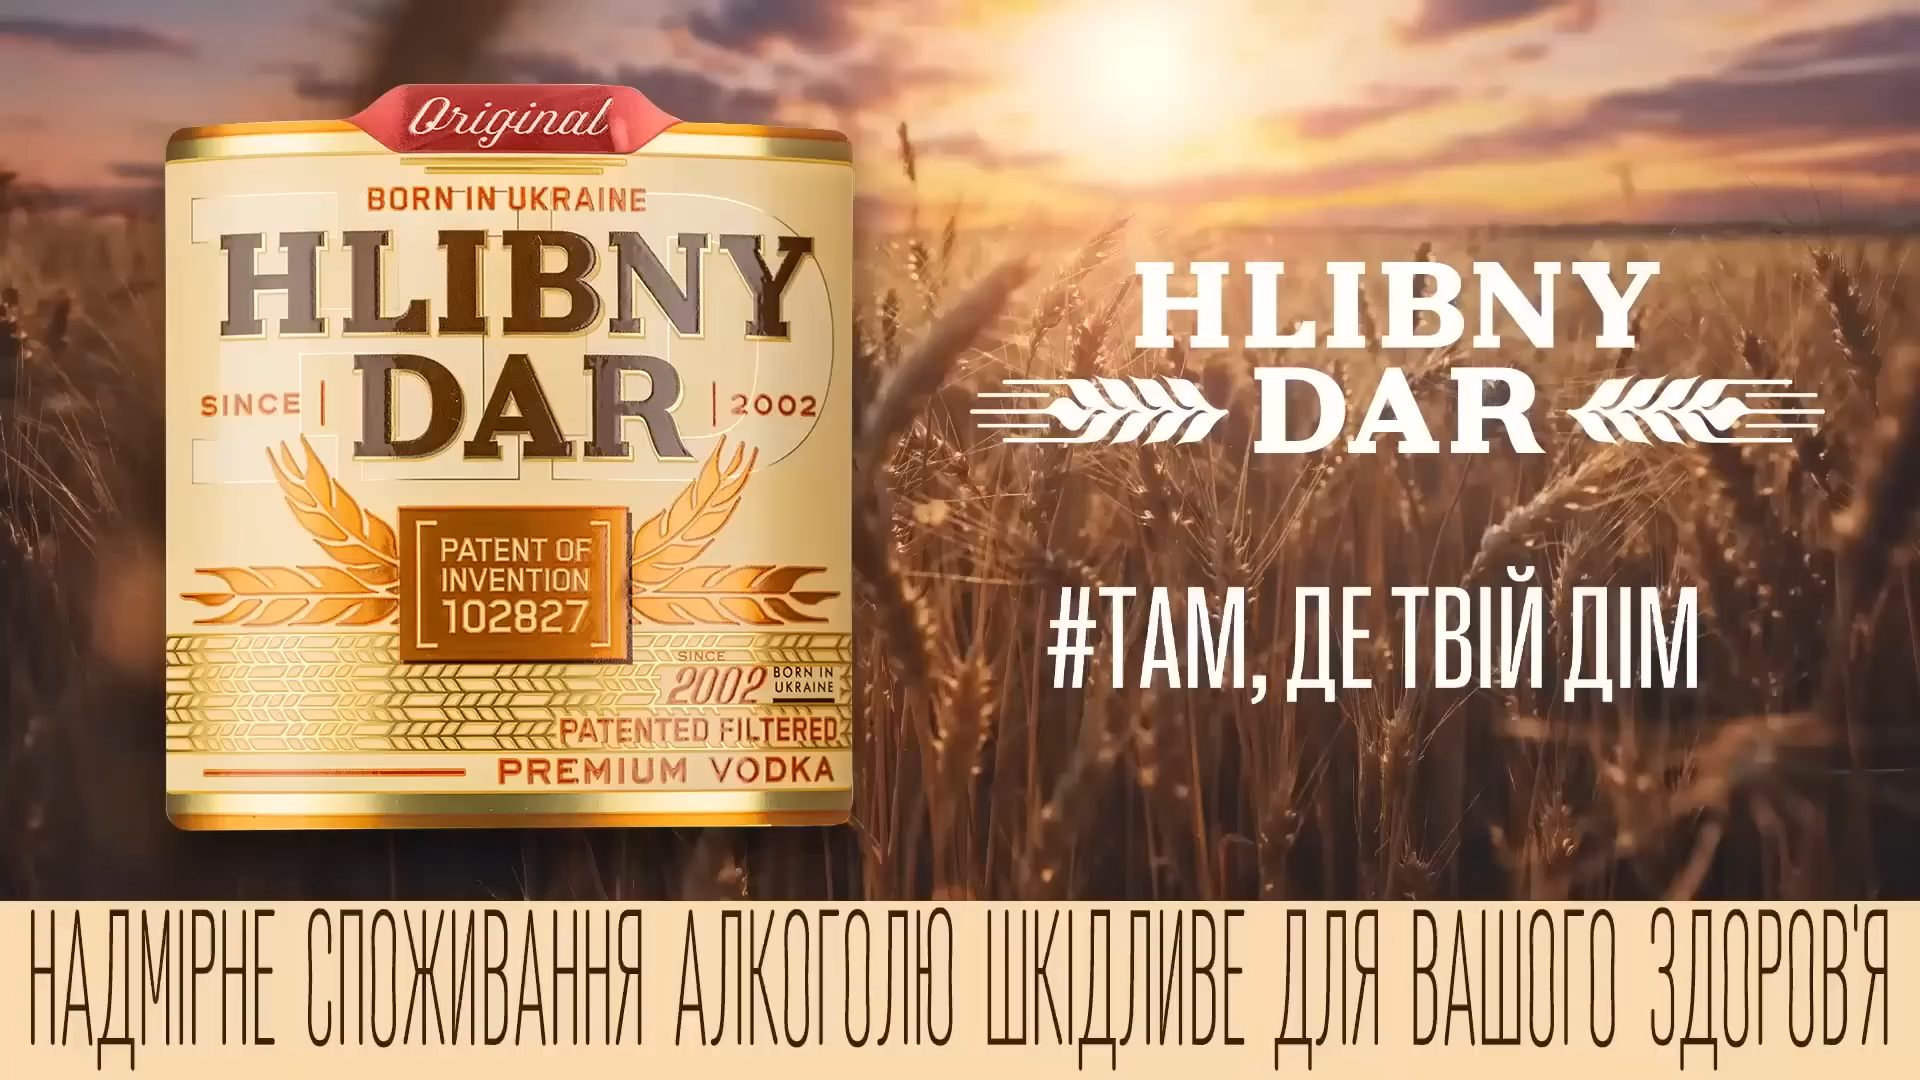 Original
BORN IN UKRAINE
HLIBNY
SINCE | DAR | 2002
PATENT OF
INVENTION
102827
SINCE
2002 BORN IN
UKRAINE
PATENTED FILTERED
PREMIUM VODKA
HLIBNY
DAR
#ТАМ, ДЕ ТВІЙ ДІМ
НАДМІРНЕ СПОЖИВАННЯ АЛКОГОЛЮ ШКІДЛИВЕ ДЛЯ ВАШОГО ЗДОРОВ'Я